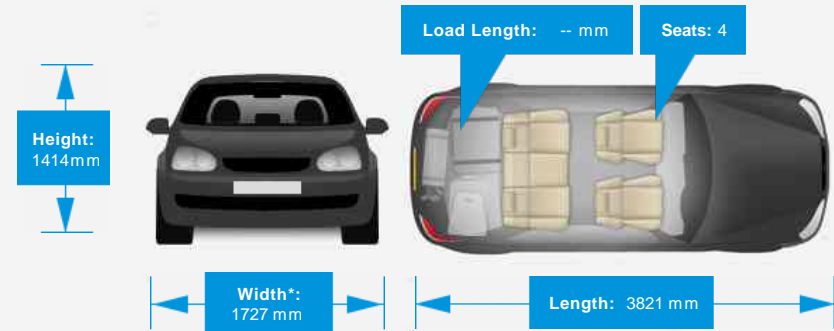 Load Length: -- mm
Seats: 4
Height:
1414mm
Width*:
1727 mm
Length: 3821 mm